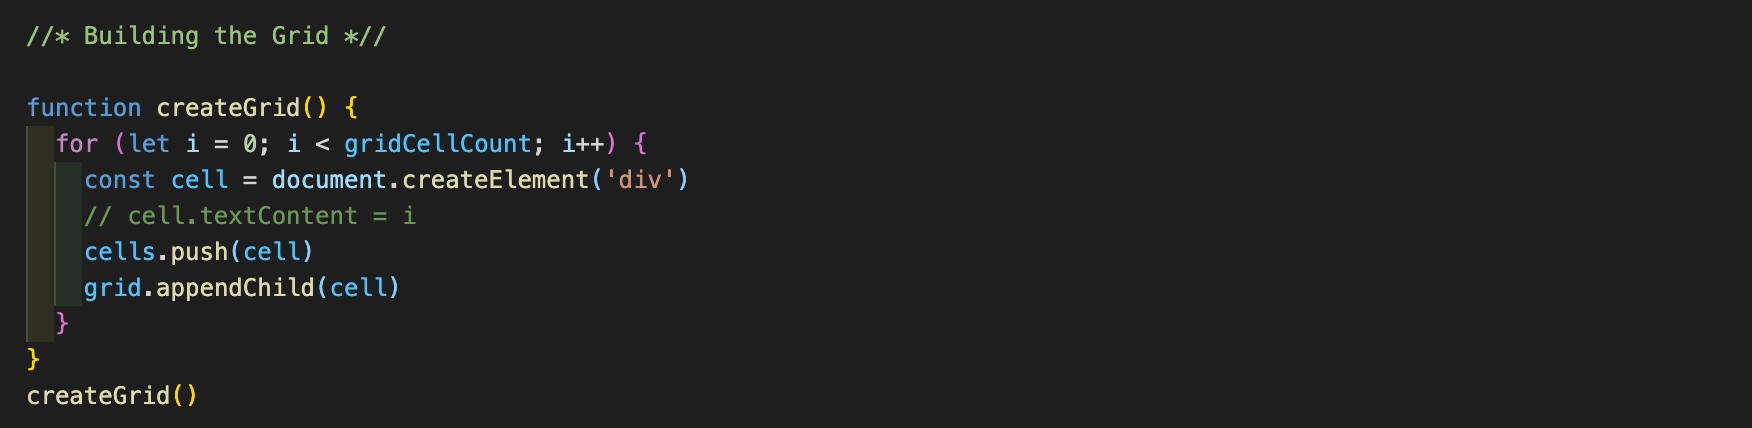 //* Building the Grid *//
function createGrid() {
for (let i = 0; i < gridCellCount; i++) {
const cell = document.createElement('div')
// cell.textContent = i
cells.push(cell)
grid.appendChild(cell)
}
}
createGrid()